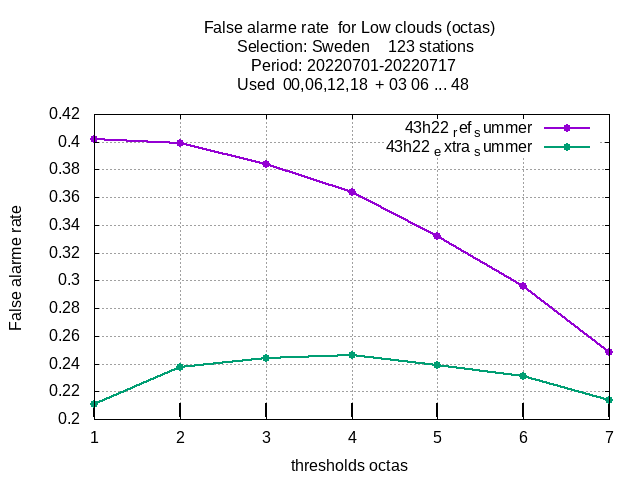 False alarme rate  for Low clouds (octas)
Selection: Sweden    123 stations
Period: 20220701-20220717
Used  00,06,12,18  + 03 06 ... 48
0.42
0.4
0.38
0.36
0.34
0.32
0.3
0.28
0.26
0.24
0.22
0.2
False alarme rate
43h22 ref summer
43h22 extra summer
1 2 3 4 5 6 7
thresholds octas